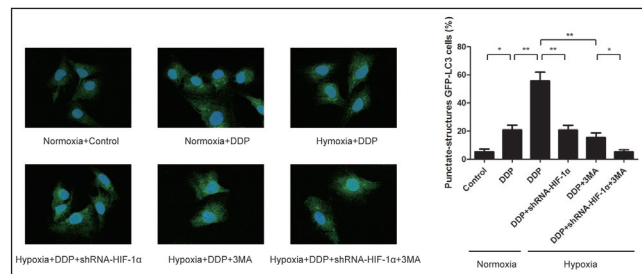 Normoxia+Control
Normoxia+DDP
Hymoxia+DDP
Hypoxia+DDP+shRNA-HIF-1α
Hypoxia+DDP+3MA
Hypoxia+DDP+shRNA-HIF-1α+3MA
Punctate-structures GFP-LC3 cells (%)
80
60
40
20
0
*
**
**
**
*
Control
DDP
DDP
DDP+shRNA-HIF-1α
DDP+3MA
DDP+shRNA-HIF-1α+3MA
Normoxia
Hypoxia